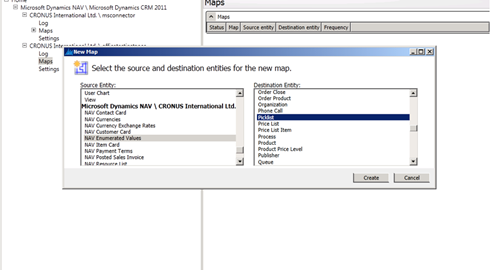 Home
Microsoft Dynamics NAV \ Microsoft Dynamics CRM 2011
CRONUS International Ltd. \ msconnector
Log
Maps
Settings
CRONUS International Ltd. \
Log
Maps
Settings
Maps
Maps
Status Map Source entity Destination entity Frequency
New Map
Select the source and destination entities for the new map.
Source Entity:
User Chart
View
Microsoft Dynamics NAV \ CRONUS International Ltd.
NAV Contact Card
NAV Currencies
NAV Currency Exchange Rates
NAV Customer Card
NAV Enumerated Values
NAV Item Card
NAV Payment Terms
NAV Posted Sales Invoice
NAV Resource List
Destination Entity:
Order Close
Order Product
Organization
Phone Call
Picklist
Price List
Price List Item
Process
Product
Product Price Level
Publisher
Queue
Create Cancel